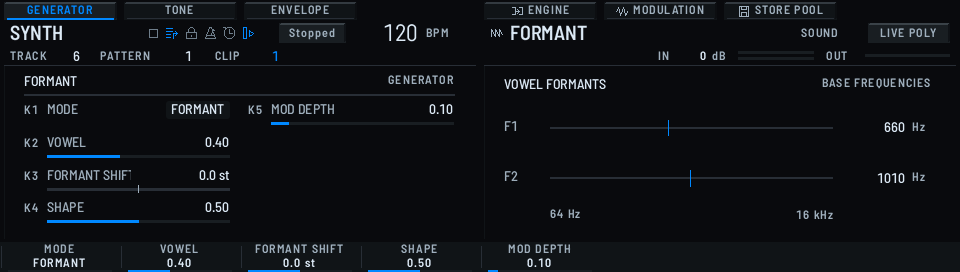 GENERATOR TONE ENVELOPE ENGINE MODULATION STORE POOL
SYNTH Stopped 120 BPM FORMANT SOUND LIVE POLY
TRACK 6 PATTERN 1 CLIP 1 IN 0 dB OUT
FORMANT GENERATOR
K1 MODE FORMANT K5 MOD DEPTH 0.10
K2 VOWEL 0.40
K3 FORMANT SHIFT 0.0 st
K4 SHAPE 0.50
VOWEL FORMANTS BASE FREQUENCIES
F1 660 Hz
F2 1010 Hz
64 Hz 16 kHz
MODE VOWEL FORMANT SHIFT SHAPE MOD DEPTH
FORMANT 0.40 0.0 st 0.50 0.10